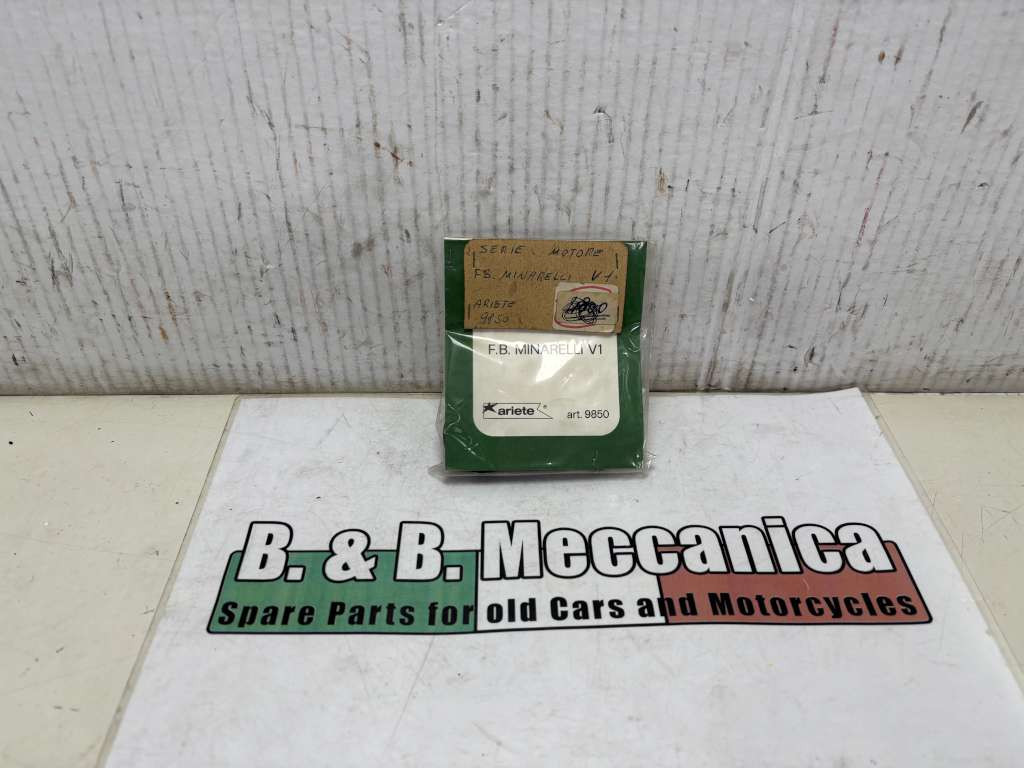 SERIE MOTORE
F.B. MINARELLI V1
ARIETE
9850
F.B. MINARELLI V1
ariete
art. 9850
B. & B. Meccanica
Spare Parts for old Cars and Motorcycles